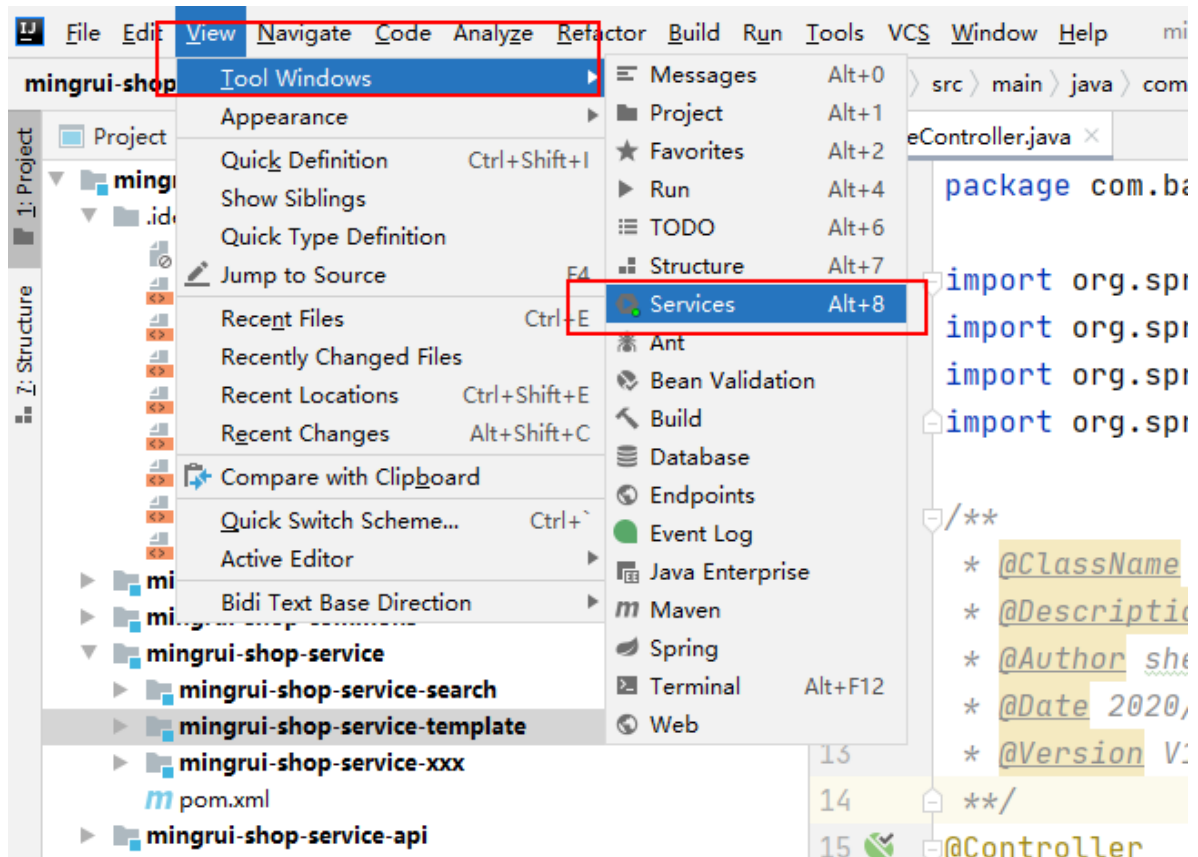 File Edit View Navigate Code Analyze Refactor Build Run Tools VCS Window Help mi
mingrui-shop src main java com
Project eController.java
1: Project
7: Structure
Tool Windows
Appearance
Quick Definition Ctrl+Shift+I
Show Siblings
Quick Type Definition
Jump to Source F4
Recent Files Ctrl+E
Recently Changed Files
Recent Locations Ctrl+Shift+E
Recent Changes Alt+Shift+C
Compare with Clipboard
Quick Switch Scheme... Ctrl+`
Active Editor
Bidi Text Base Direction
Messages Alt+0
Project Alt+1
Favorites Alt+2
Run Alt+4
TODO Alt+6
Structure Alt+7
Services Alt+8
Ant
Bean Validation
Build
Database
Endpoints
Event Log
Java Enterprise
Maven
Spring
Terminal Alt+F12
Web
mingr
.ide
mi
mingrui-shop-commons
mingrui-shop-service
mingrui-shop-service-search
mingrui-shop-service-template
mingrui-shop-service-xxx
pom.xml
mingrui-shop-service-api
package com.ba
import org.spr
import org.spr
import org.spr
import org.spr
/**
* @ClassName
* @Descriptio
* @Author she
* @Date 2020/
13 * @Version V1
14 **/
15 @Controller